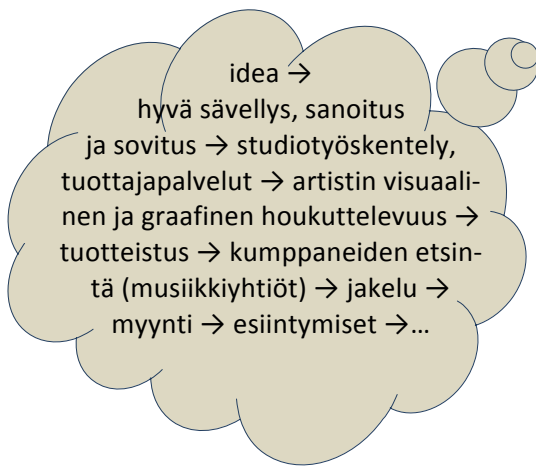 idea →
hyvä sävellys, sanoitus
ja sovitus → studiotyöskentely,
tuottajapalvelut → artistin visuaali-
nen ja graafinen houkuttelevuus →
tuotteistus → kumppaneiden etsin-
tä (musiikkiyhtiöt) → jakelu →
myynti → esiintymiset →…